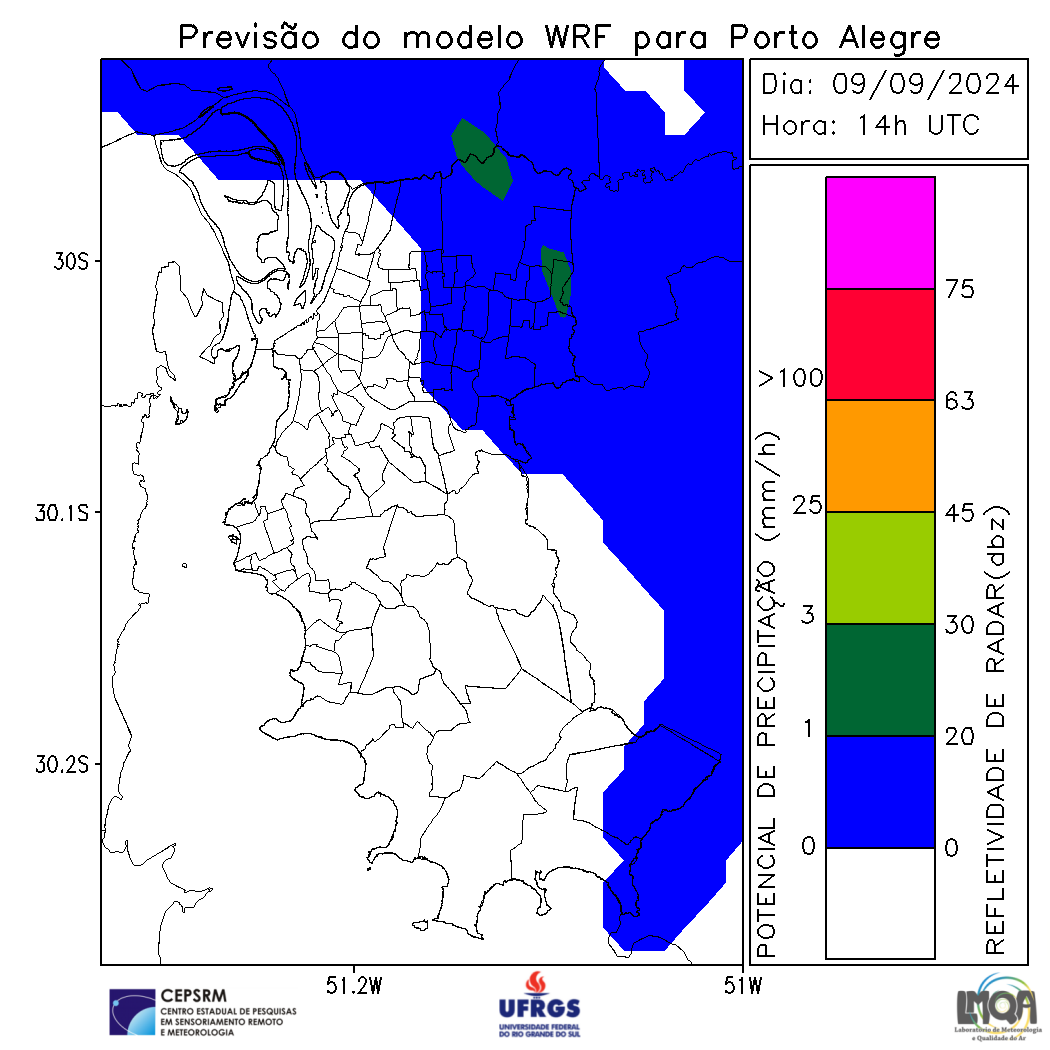 Previsão do modelo WRF para Porto Alegre
Dia: 09/09/2024
Hora: 14h UTC
30S
30.1S
30.2S
51.2W
51W
POTENCIAL DE PRECIPITAÇÃO (mm/h)
>100
25
3
1
0
75
63
45
30
20
0
REFLETIVIDADE DE RADAR(dbz)
CEPSRM
CENTRO ESTADUAL DE PESQUISAS
EM SENSORIAMENTO REMOTO
E METEOROLOGIA
UFRGS
UNIVERSIDADE FEDERAL
DO RIO GRANDE DO SUL
LMQA
Laboratório de Meteorologia
e Qualidade do Ar